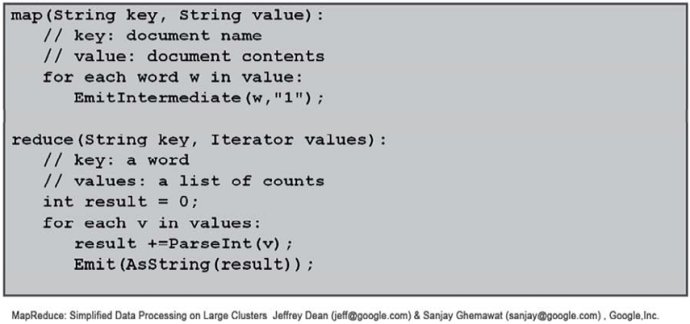 map(String key, String value):
// key: document name
// value: document contents
for each word w in value:
EmitIntermediate(w,"1");
reduce(String key, Iterator values):
// key: a word
// values: a list of counts
int result = 0;
for each v in values:
result +=ParseInt(v);
Emit(AsString(result));
MapReduce: Simplified Data Processing on Large Clusters Jeffrey Dean (jeff@google.com) & Sanjay Ghemawat (sanjay@google.com) , Google,Inc.